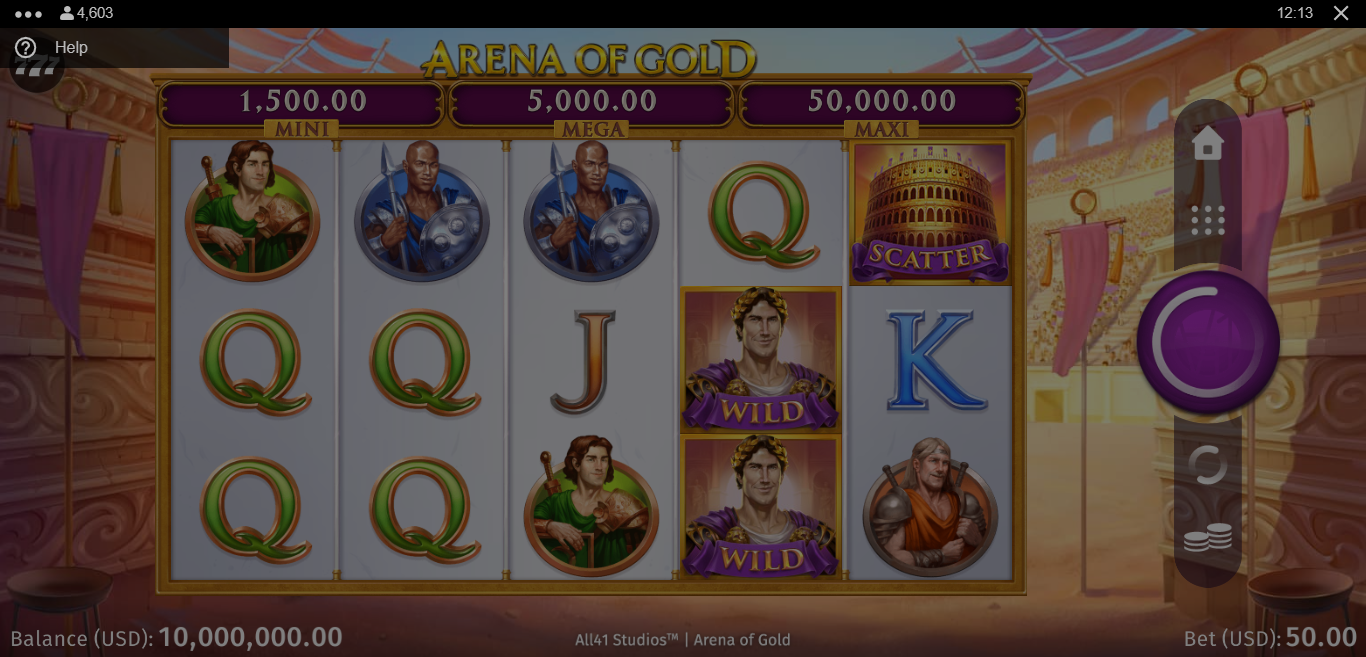 4,603
12:13
Help
777
ARENA OF GOLD
1,500.00
5,000.00
50,000.00
MINI
MEGA
MAXI
Q
SCATTER
Q
Q
J
WILD
K
Q
Q
WILD
Balance (USD): 10,000,000.00
All41 Studios™ | Arena of Gold
Bet (USD): 50.00